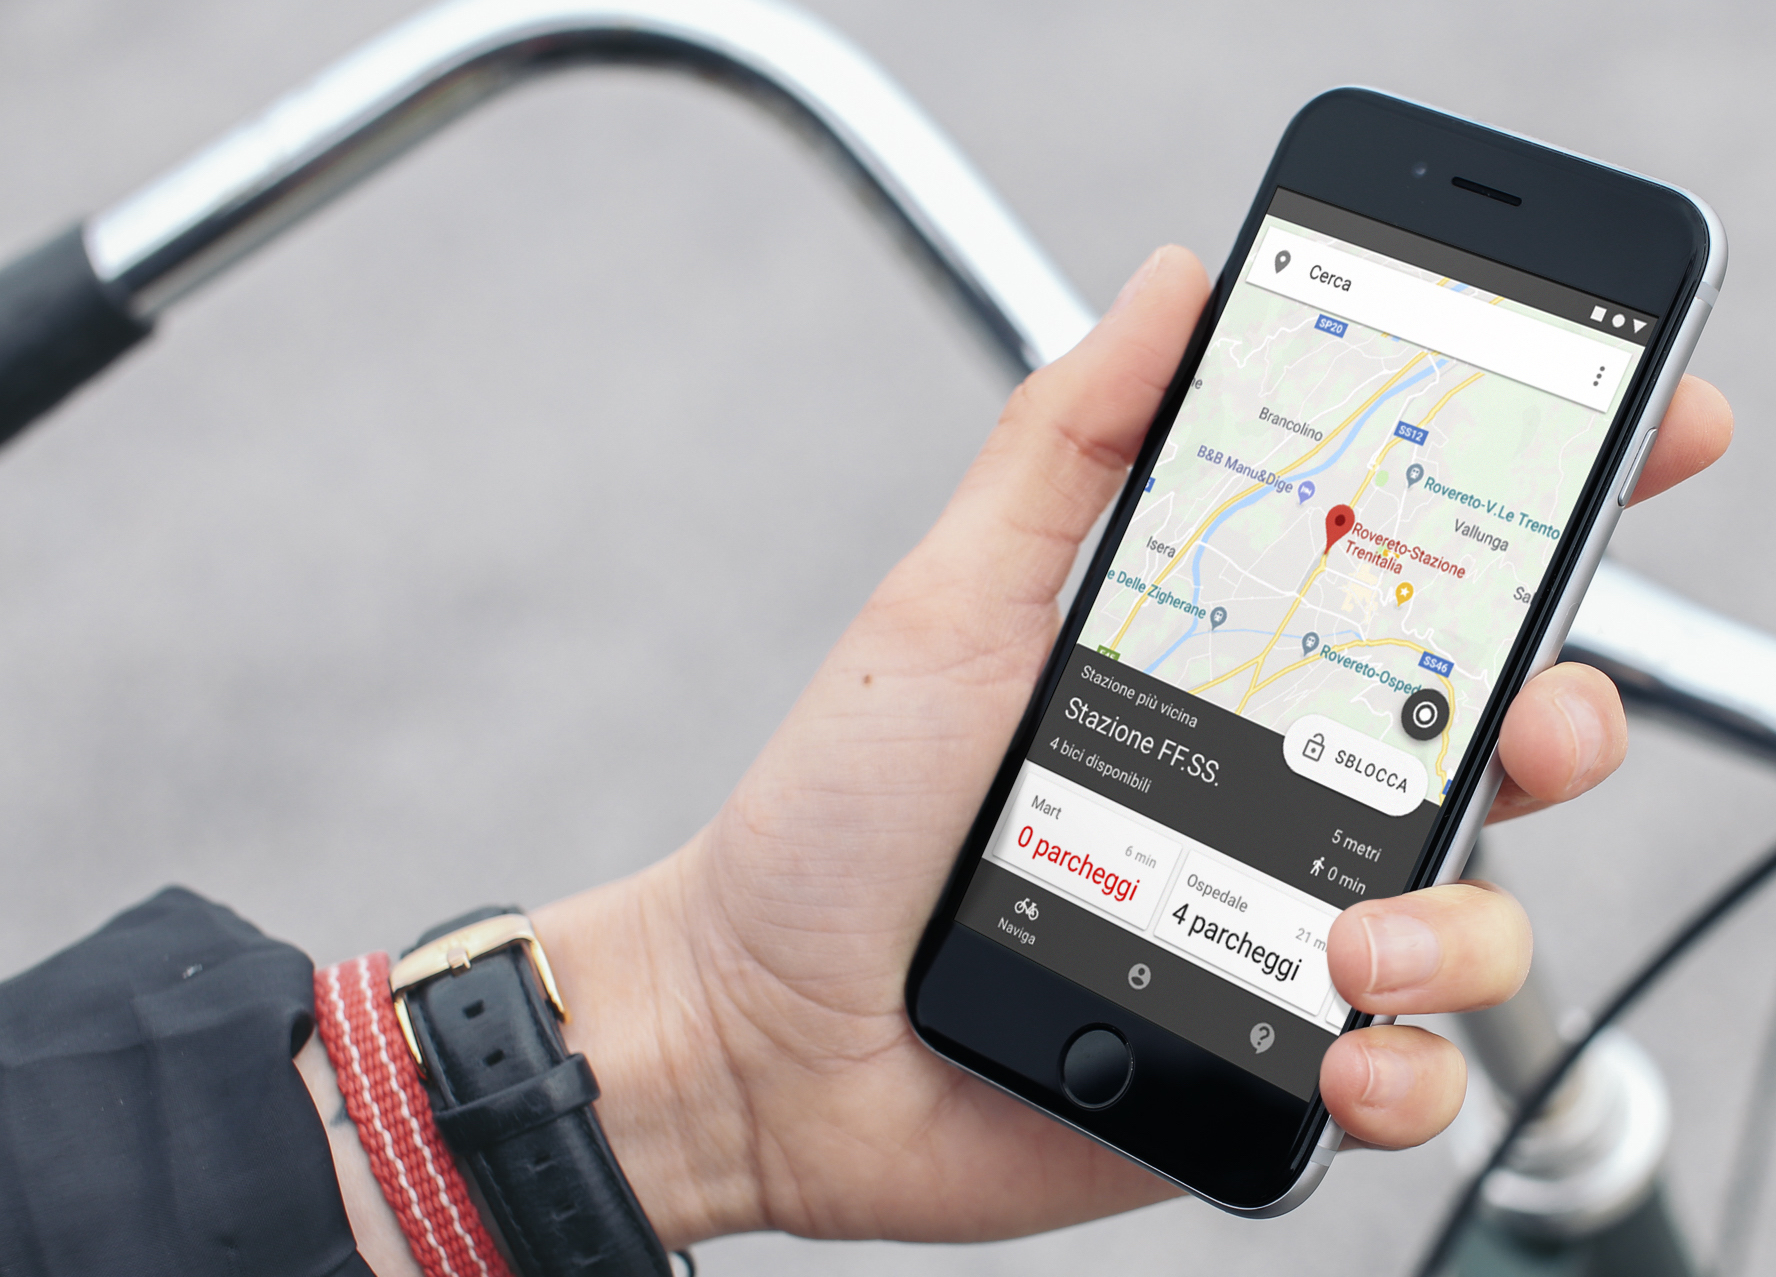 Cerca
SP20
Brancolino
SS12
B&B Manu&Dige
Rovereto-V.Le Trento
Vallunga
Rovereto-Stazione
Trenitalia
Isera
e Delle Zigherane
Rovereto-Osped
SS46
Stazione più vicina
Stazione FF.SS.
4 bici disponibili
SBLOCCA
5 metri
0 min
Mart
6 min
0 parcheggi
Ospedale
21 m
4 parcheggi
Naviga